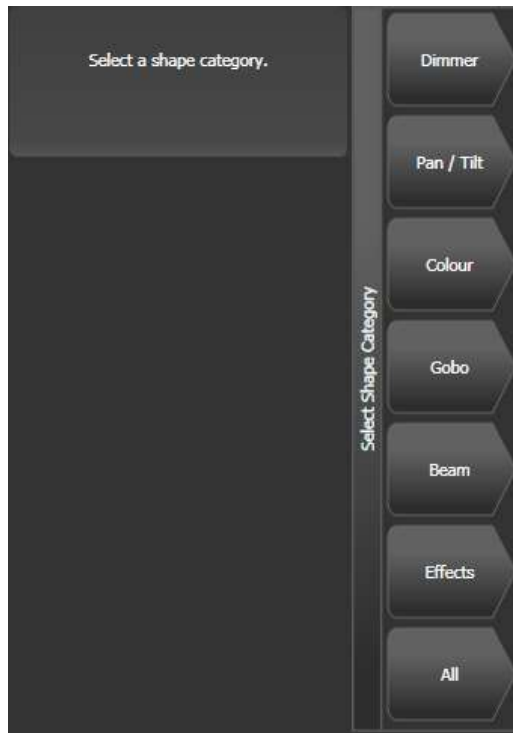 Select a shape category.
Select Shape Category
Dimmer
Pan / Tilt
Colour
Gobo
Beam
Effects
All